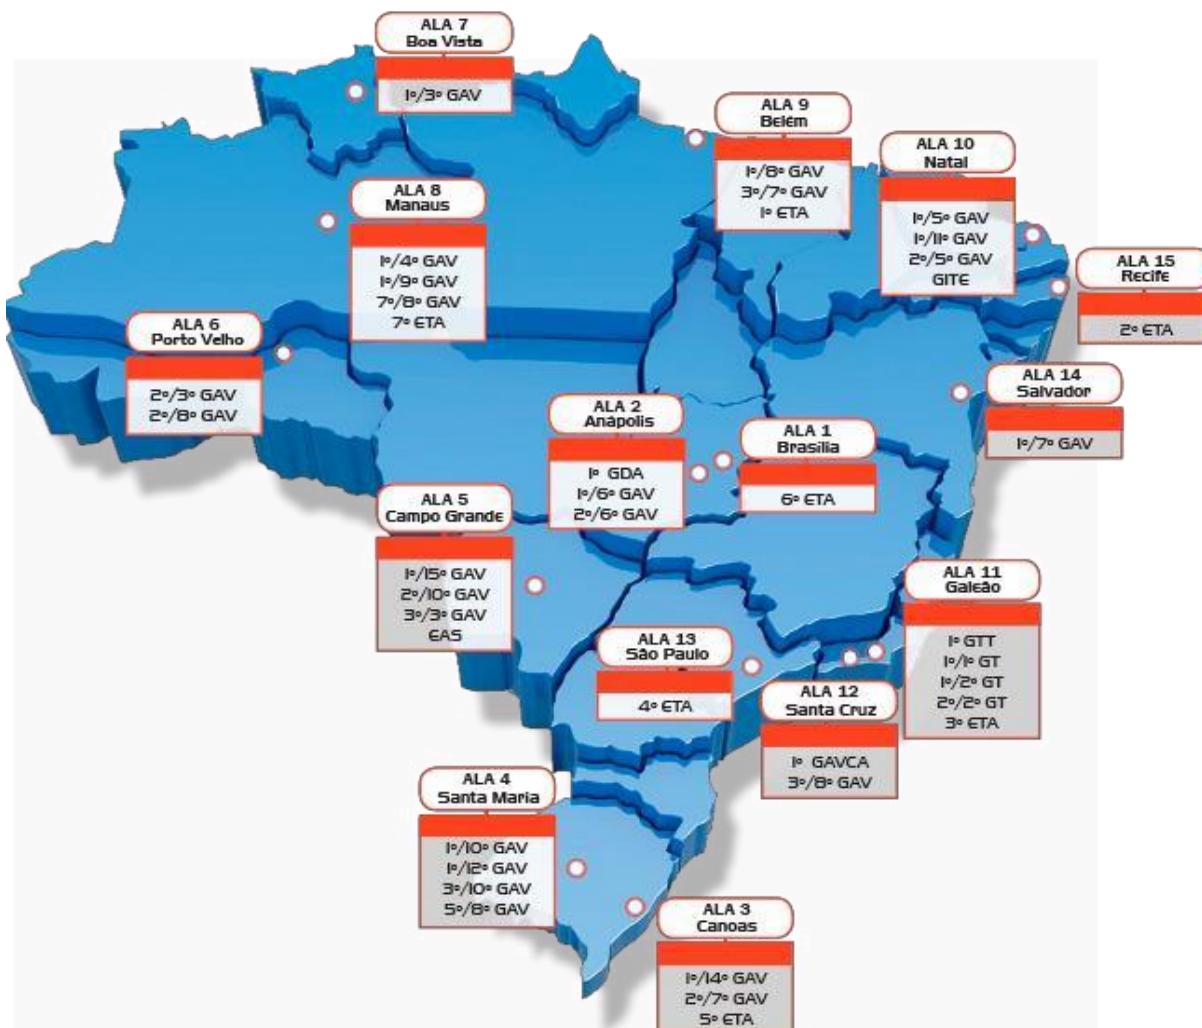 ALA 7
Boa Vista
1º/3º GAV
ALA 9
Belém
1º/8º GAV
3º/7º GAV
1º ETA
ALA 10
Natal
1º/5º GAV
1º/11º GAV
2º/5º GAV
GITE
ALA 8
Manaus
1º/4º GAV
1º/9º GAV
7º/8º GAV
7º ETA
ALA 15
Recife
2º ETA
ALA 6
Porto Velho
2º/3º GAV
2º/8º GAV
ALA 14
Salvador
1º/7º GAV
ALA 2
Anápolis
1º GDA
1º/6º GAV
2º/6º GAV
ALA 1
Brasília
6º ETA
ALA 5
Campo Grande
1º/15º GAV
2º/10º GAV
3º/3º GAV
EAS
ALA 11
Galeão
1º GTT
1º/1º GT
1º/2º GT
2º/2º GT
3º ETA
ALA 13
São Paulo
4º ETA
ALA 12
Santa Cruz
1º GAVCA
3º/8º GAV
ALA 4
Santa Maria
1º/10º GAV
1º/12º GAV
3º/10º GAV
5º/8º GAV
ALA 3
Canoas
1º/14º GAV
2º/7º GAV
5º ETA